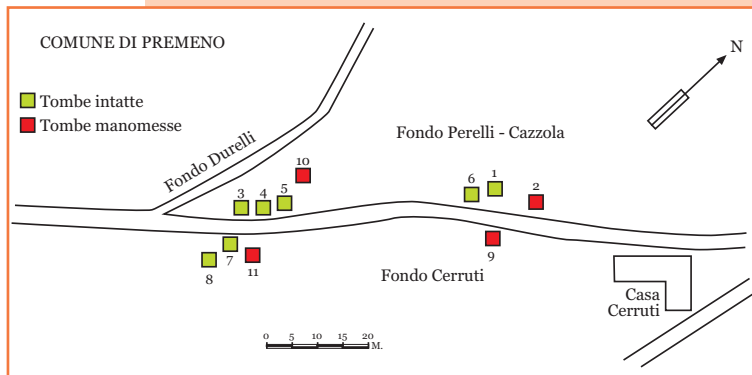 COMUNE DI PREMENO
N
Tombe intatte
Tombe manomesse
Fondo Durelli
Fondo Perelli - Cazzola
10
6 1 2
3 4 5
7
8
11
9
Fondo Cerruti
Casa
Cerruti
0 5 10 15 20
M.